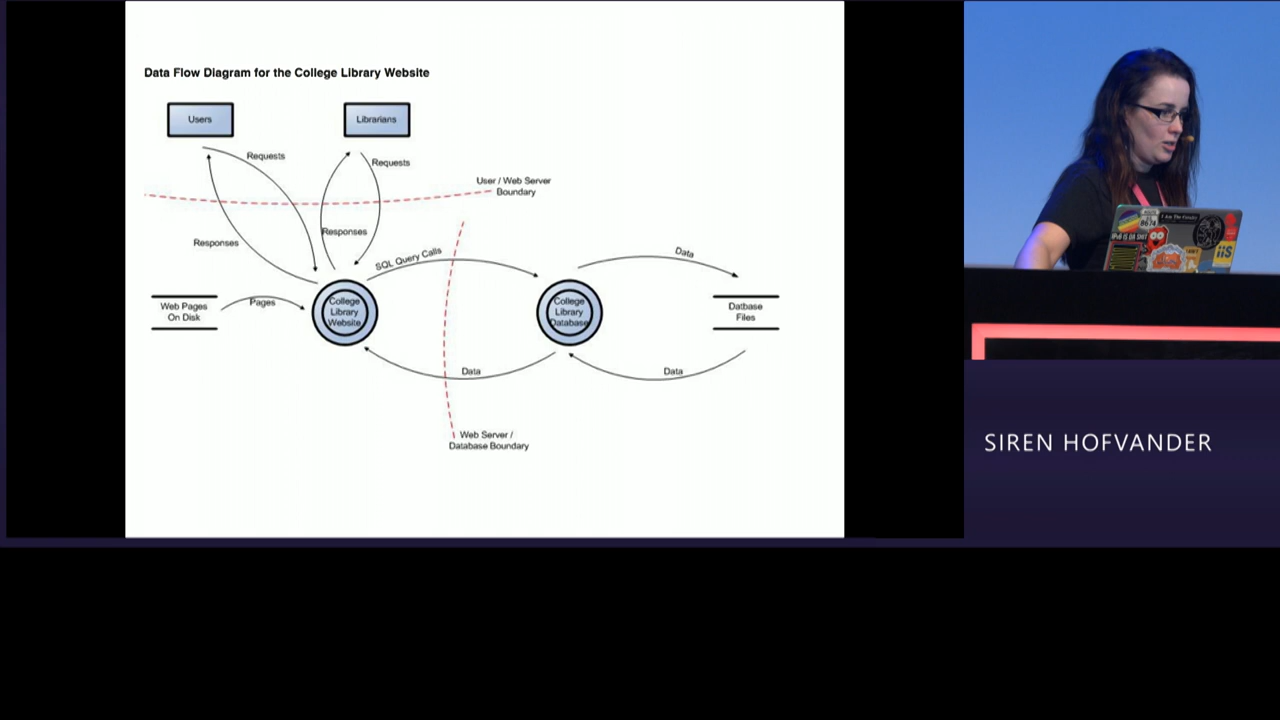 Data Flow Diagram for the College Library Website
Users
Librarians
Requests
Requests
User / Web Server
Boundary
Responses
Responses
SQL Query Calls
Data
Web Pages
On Disk
Pages
College
Library
Website
College
Library
Database
Datbase
Files
Data
Data
Web Server /
Database Boundary
SIREN HOFVANDER